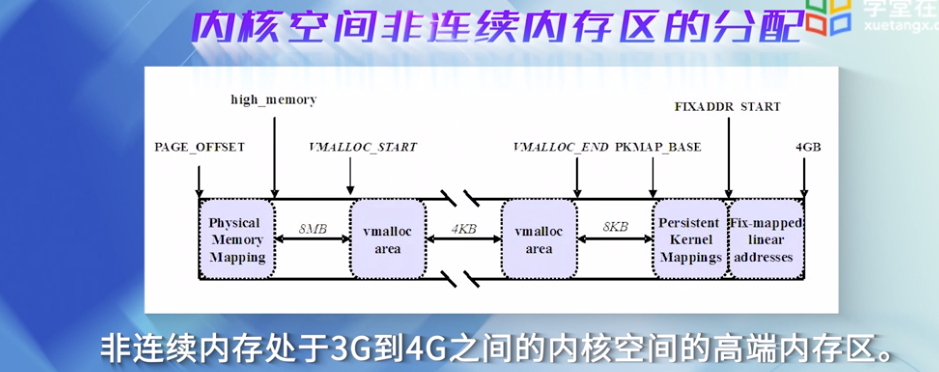 内核空间非连续内存区的分配
学堂在
xuetangx.c
high_memory
FIXADDR_START
PAGE_OFFSET
VMALLOC_START
VMALLOC_END
PKMAP_BASE
4GB
Physical
Memory
Mapping
8MB
vmalloc
area
4KB
vmalloc
area
8KB
Persistent
Kernel
Mappings
Fix-mapped
linear
addresses
非连续内存处于3G到4G之间的内核空间的高端内存区。